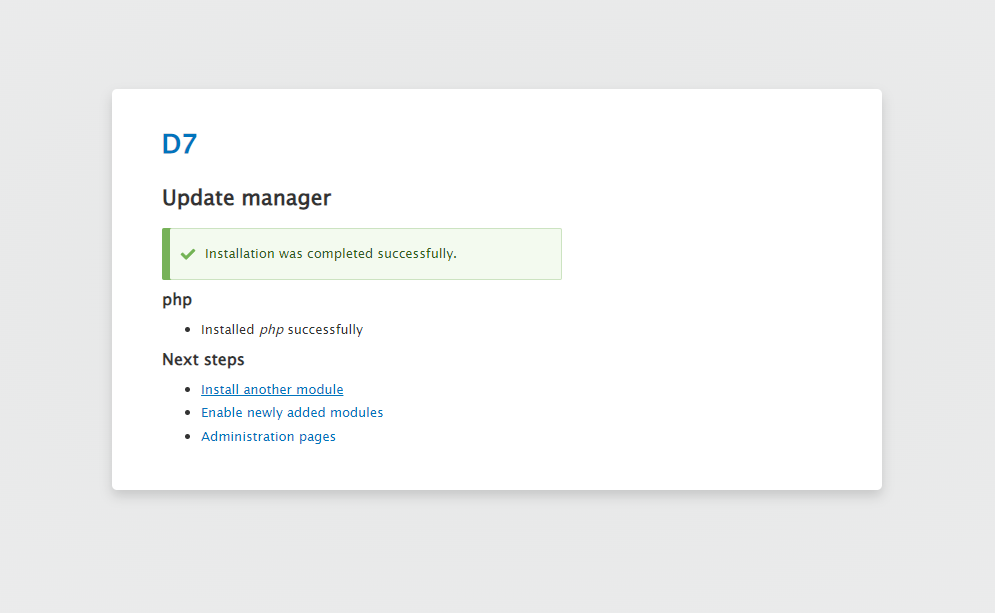 D7
Update manager
Installation was completed successfully.
php
Installed php successfully
Next steps
Install another module
Enable newly added modules
Administration pages